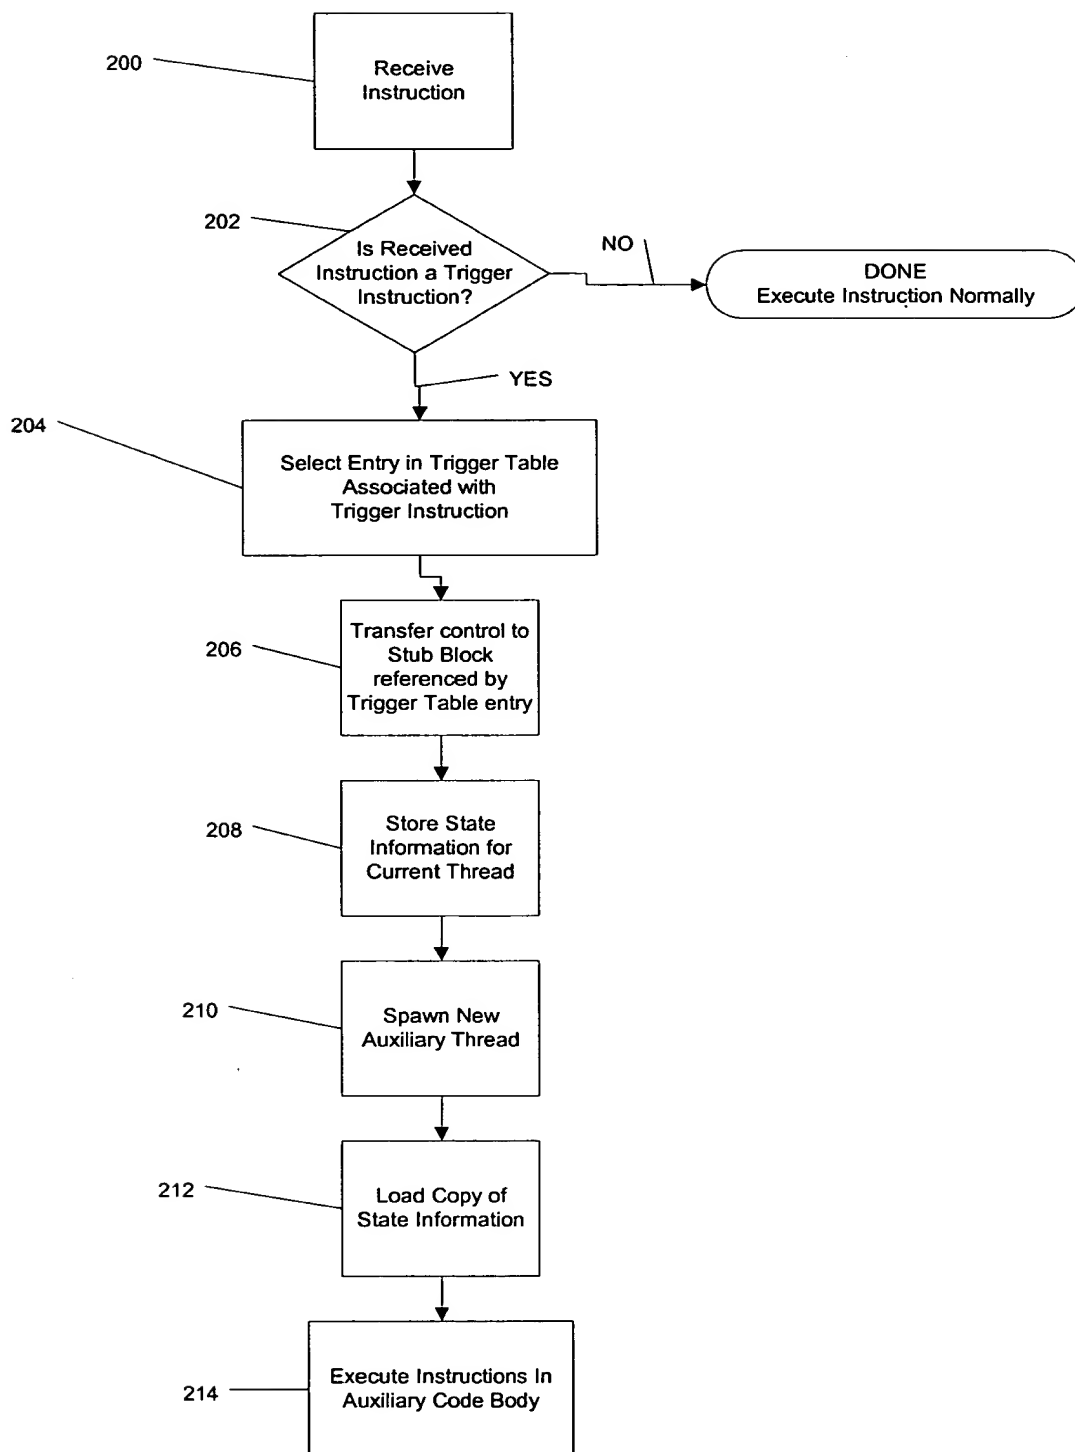 200
Receive
Instruction
202
Is Received
Instruction a Trigger
Instruction?
NO
DONE
Execute Instruction Normally
YES
204
Select Entry in Trigger Table
Associated with
Trigger Instruction
206
Transfer control to
Stub Block
referenced by
Trigger Table entry
208
Store State
Information for
Current Thread
210
Spawn New
Auxiliary Thread
212
Load Copy of
State Information
214
Execute Instructions In
Auxiliary Code Body